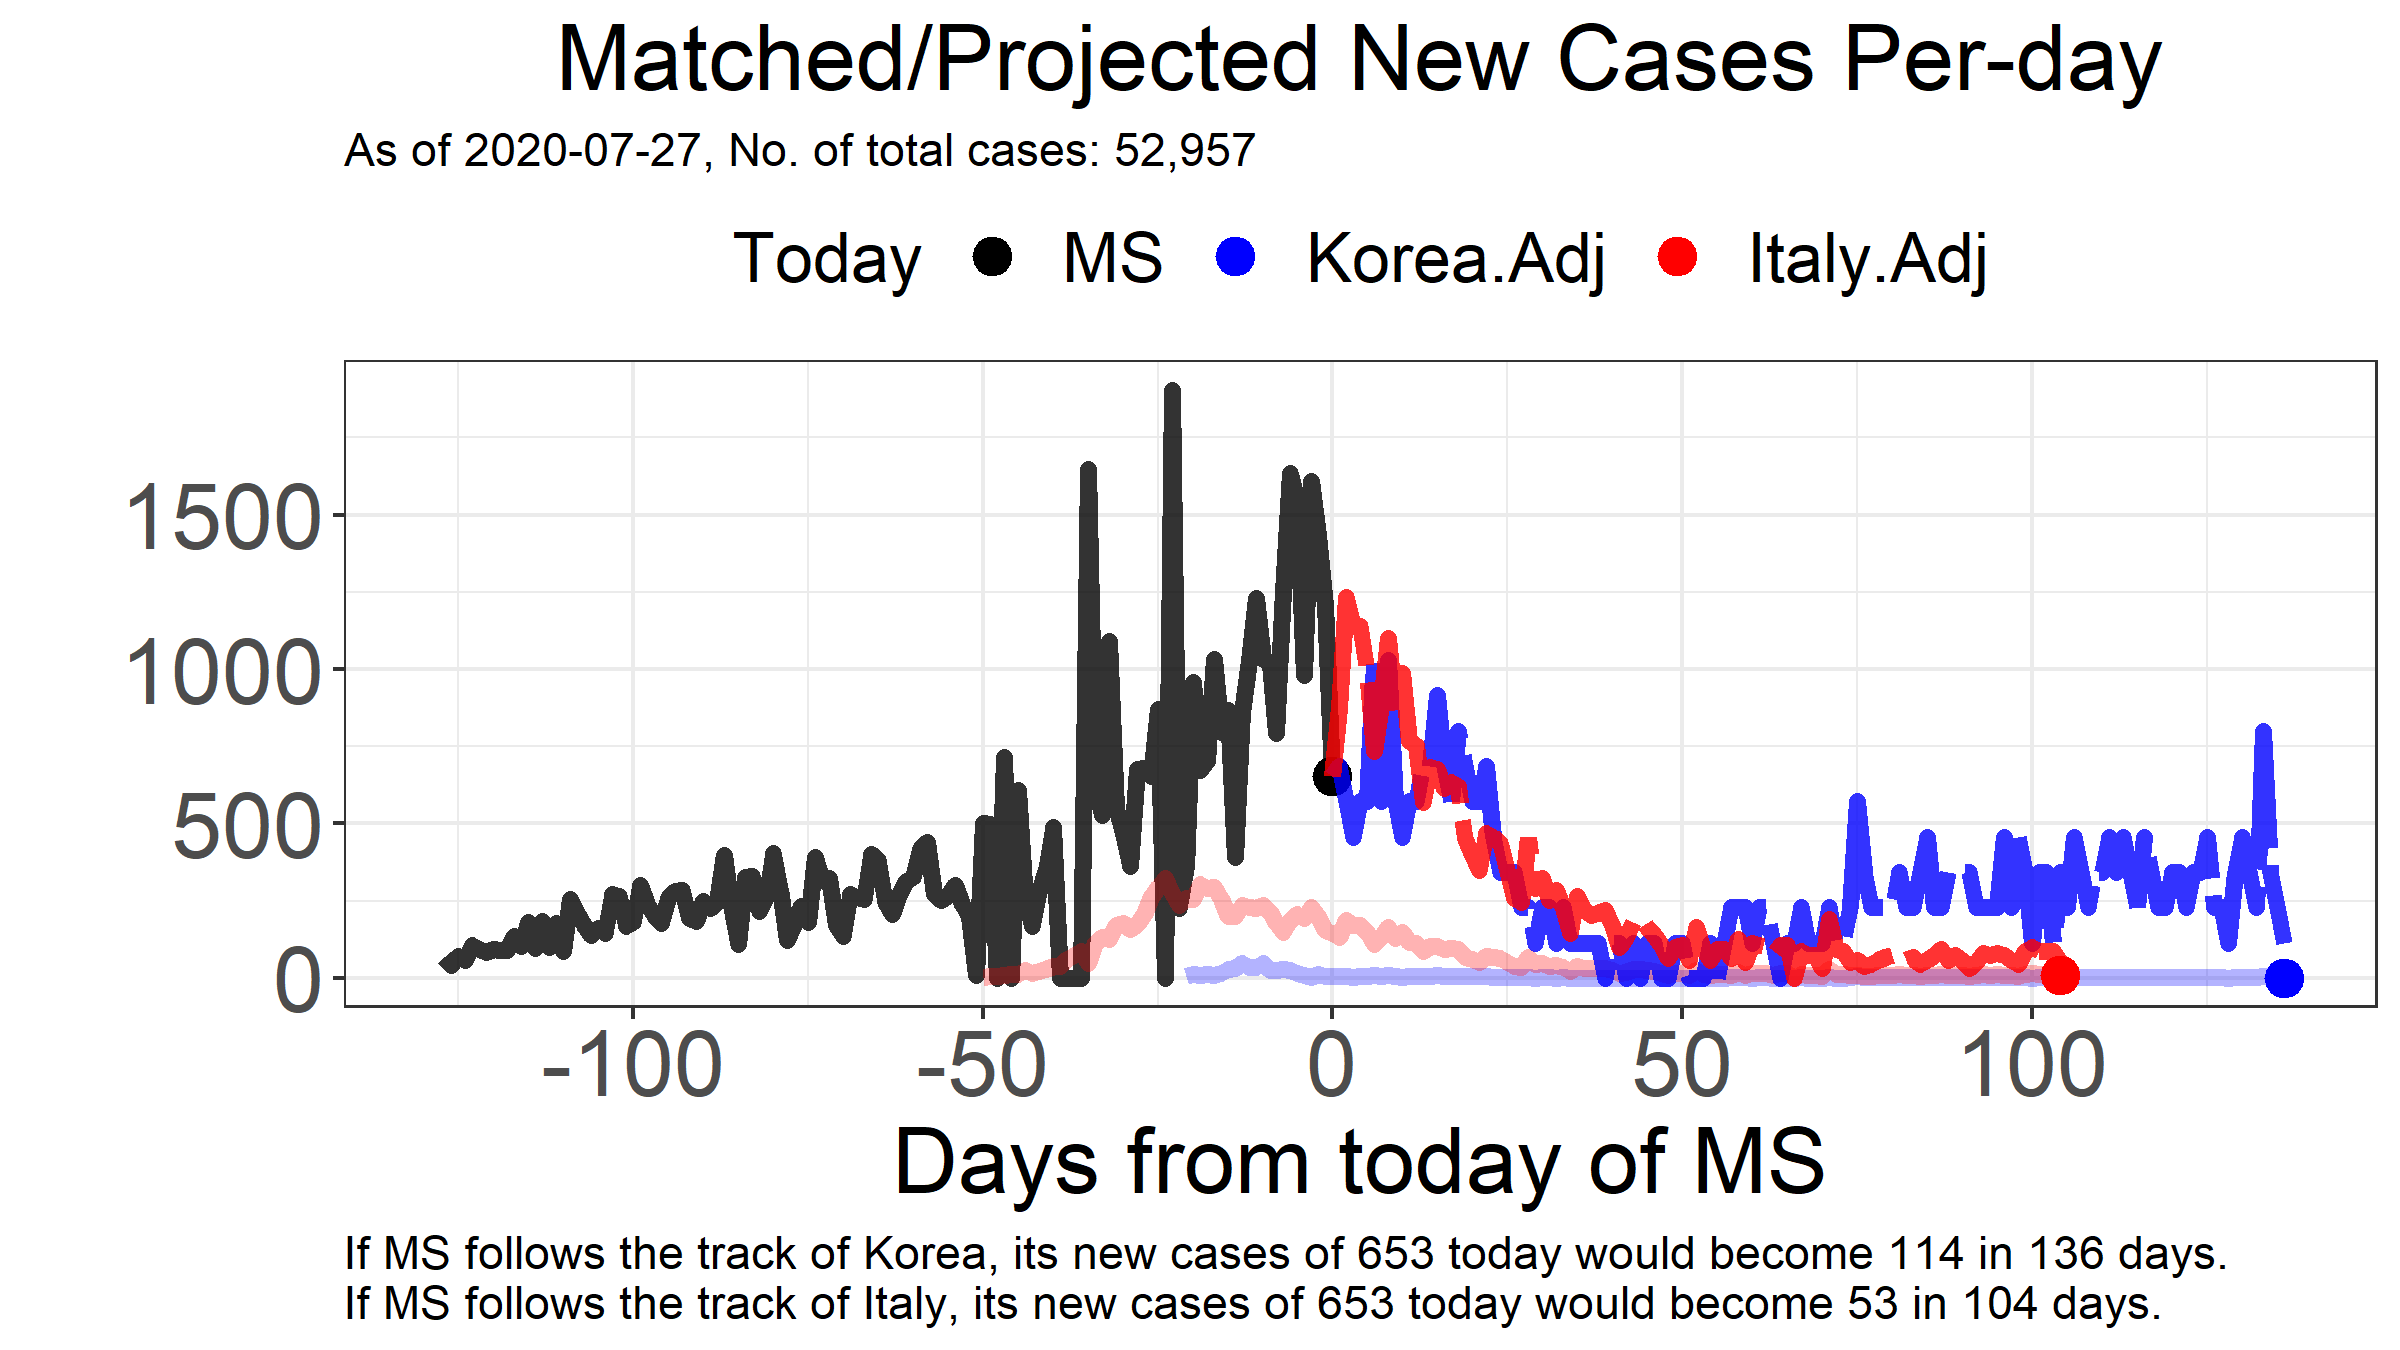 Matched/Projected New Cases Per-day
As of 2020-07-27, No. of total cases: 52,957
Today MS Korea.Adj Italy.Adj
1500
1000
500
0
-100 -50 0 50 100
Days from today of MS
If MS follows the track of Korea, its new cases of 653 today would become 114 in 136 days.
If MS follows the track of Italy, its new cases of 653 today would become 53 in 104 days.